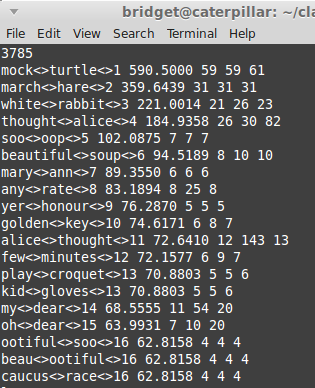 bridget@caterpillar: ~/cla
File Edit View Search Terminal Help
3785
mock<>turtle<>1 590.5000 59 59 61
march<>hare<>2 359.6439 31 31 31
white<>rabbit<>3 221.0014 21 26 23
thought<>alice<>4 184.9358 26 30 82
soo<>oop<>5 102.0875 7 7 7
beautiful<>soup<>6 94.5189 8 10 10
mary<>ann<>7 89.3550 6 6 6
any<>rate<>8 83.1894 8 25 8
yer<>honour<>9 76.2870 5 5 5
golden<>key<>10 74.6171 6 8 7
alice<>thought<>11 72.6410 12 143 13
few<>minutes<>12 72.1577 6 9 7
play<>croquet<>13 70.8803 5 5 6
kid<>gloves<>13 70.8803 5 5 6
my<>dear<>14 68.5555 11 54 20
oh<>dear<>15 63.9931 7 10 20
ootiful<>soo<>16 62.8158 4 4 4
beau<>ootiful<>16 62.8158 4 4 4
caucus<>race<>16 62.8158 4 4 4